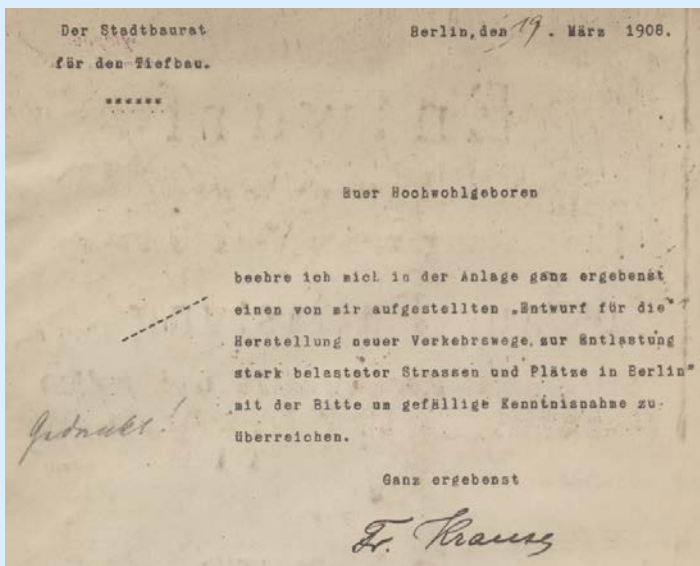 Der Stadtbaurat
Berlin, den 19. März 1908.
für den Tiefbau.
Euer Hochwohlgeboren
beehre ich mich in der Anlage ganz ergebenst
einen von mir aufgestellten „Entwurf für die
Herstellung neuer Verkehrswege zur Entlastung
stark belasteter Strassen und Plätze in Berlin"
mit der Bitte um gefällige Kenntnisnahme zu
überreichen.
Gedruckt!
Ganz ergebenst
Fr. Krause